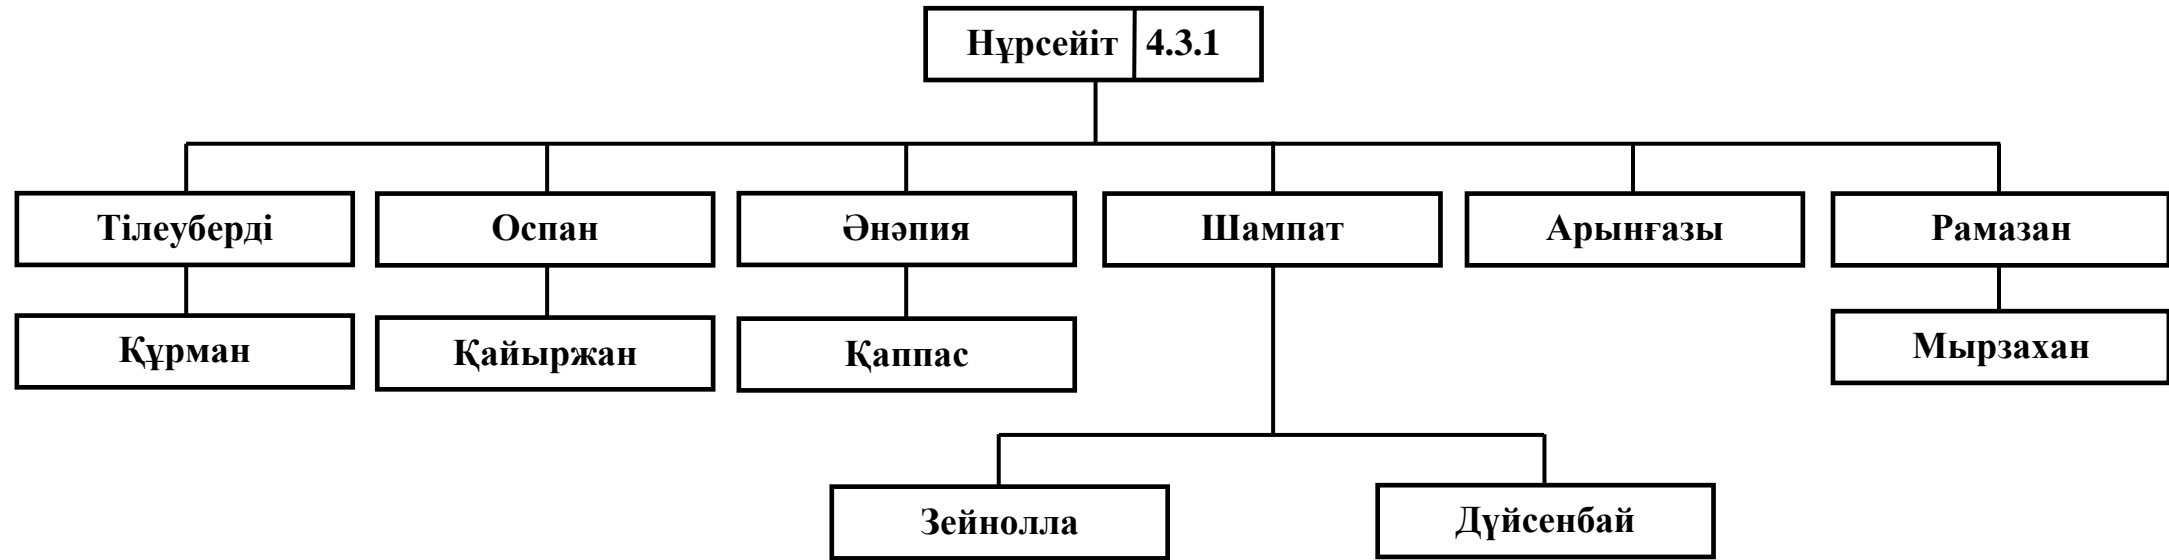 Нұрсейіт 4.3.1
Тілеуберді Оспан Әнәпия Шампат Арынғазы Рамазан
Құрман Қайыржан Қаппас Мырзахан
Зейнолла Дүйсенбай